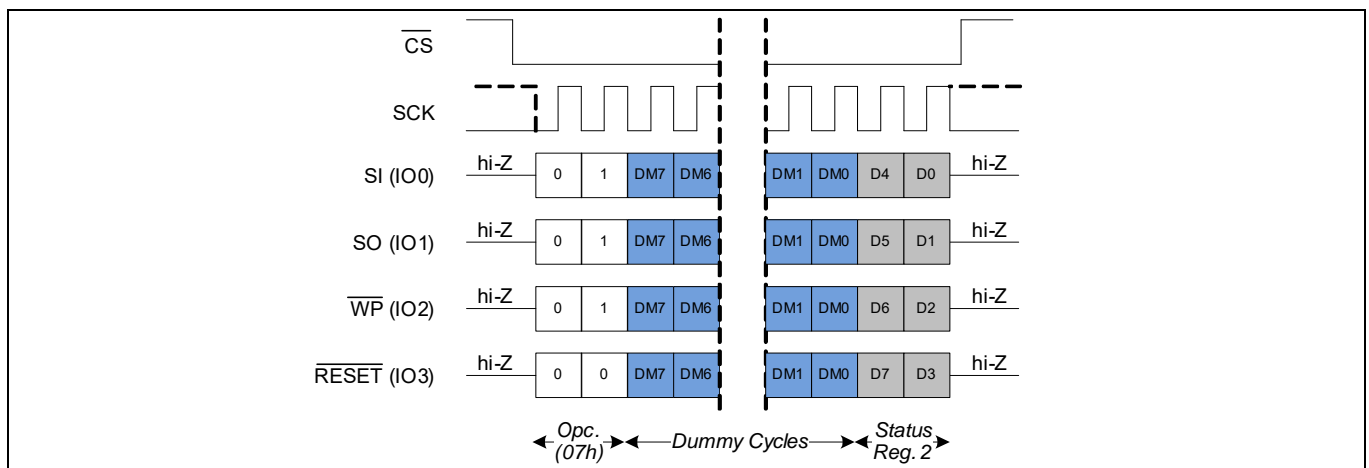 CS
SCK
SI (IO0) hi-Z 0 1 DM7 DM6 DM1 DM0 D4 D0 hi-Z
SO (IO1) hi-Z 0 1 DM7 DM6 DM1 DM0 D5 D1 hi-Z
WP (IO2) hi-Z 0 1 DM7 DM6 DM1 DM0 D6 D2 hi-Z
RESET (IO3) hi-Z 0 0 DM7 DM6 DM1 DM0 D7 D3 hi-Z
Opc. (07h) Dummy Cycles Status Reg. 2